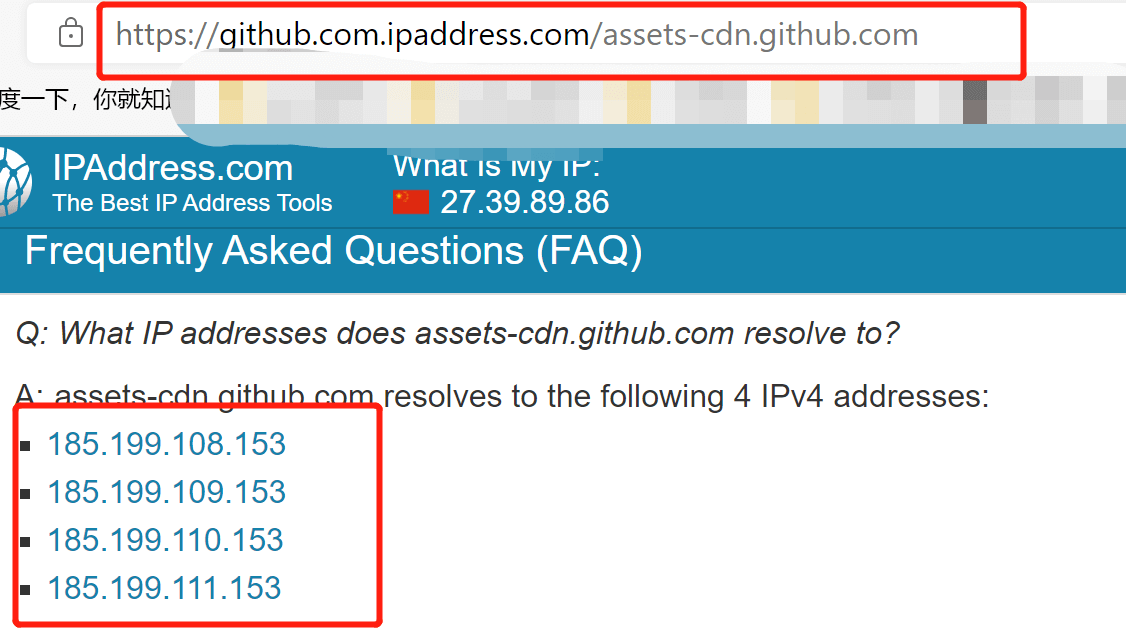 https://github.com.ipaddress.com/assets-cdn.github.com
度一下，你就知道
IPAddress.com
The Best IP Address Tools
What Is My IP:
27.39.89.86
Frequently Asked Questions (FAQ)
Q: What IP addresses does assets-cdn.github.com resolve to?
A: assets-cdn.github.com resolves to the following 4 IPv4 addresses:
185.199.108.153
185.199.109.153
185.199.110.153
185.199.111.153